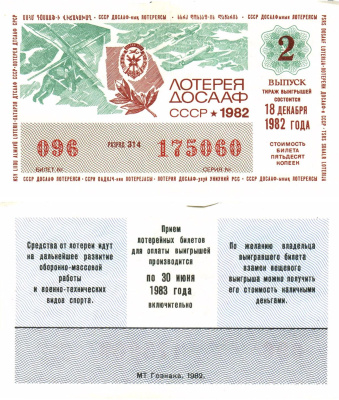 2
ВЫПУСК
ТИРАЖ ВЫИГРЫШЕЙ
СОСТОИТСЯ
18 ДЕКАБРЯ
1982 ГОДА
СТОИМОСТЬ
БИЛЕТА
ПЯТЬДЕСЯТ
КОПЕЕК
ЛОТЕРЕЯ
ДОСААФ
СССР ★ 1982
096 РАЗРЯД 314 175060
БИЛЕТ № СЕРИЯ №
Средства от лотереи идут
на дальнейшее развитие
оборонно-массовой
работы
и военно-технических
видов спорта.
Прием
лотерейных билетов
для оплаты выигрышей
производится
по 30 июня
1983 года
включительно
По желанию владельца
выигравшего билета
взамен вещевого
выигрыша можно получить
его стоимость наличными
деньгами.
МТ Гознака. 1982.